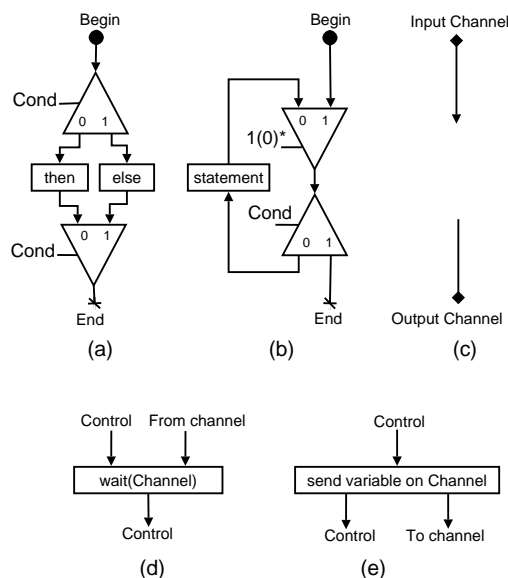 Begin
Cond
0 1
then
else
Cond
0 1
End
(a)
Begin
0 1
1(0)*
statement
Cond
0 1
End
(b)
Input Channel
Output Channel
(c)
Control
From channel
wait(Channel)
Control
(d)
Control
send variable on Channel
Control
To channel
(e)